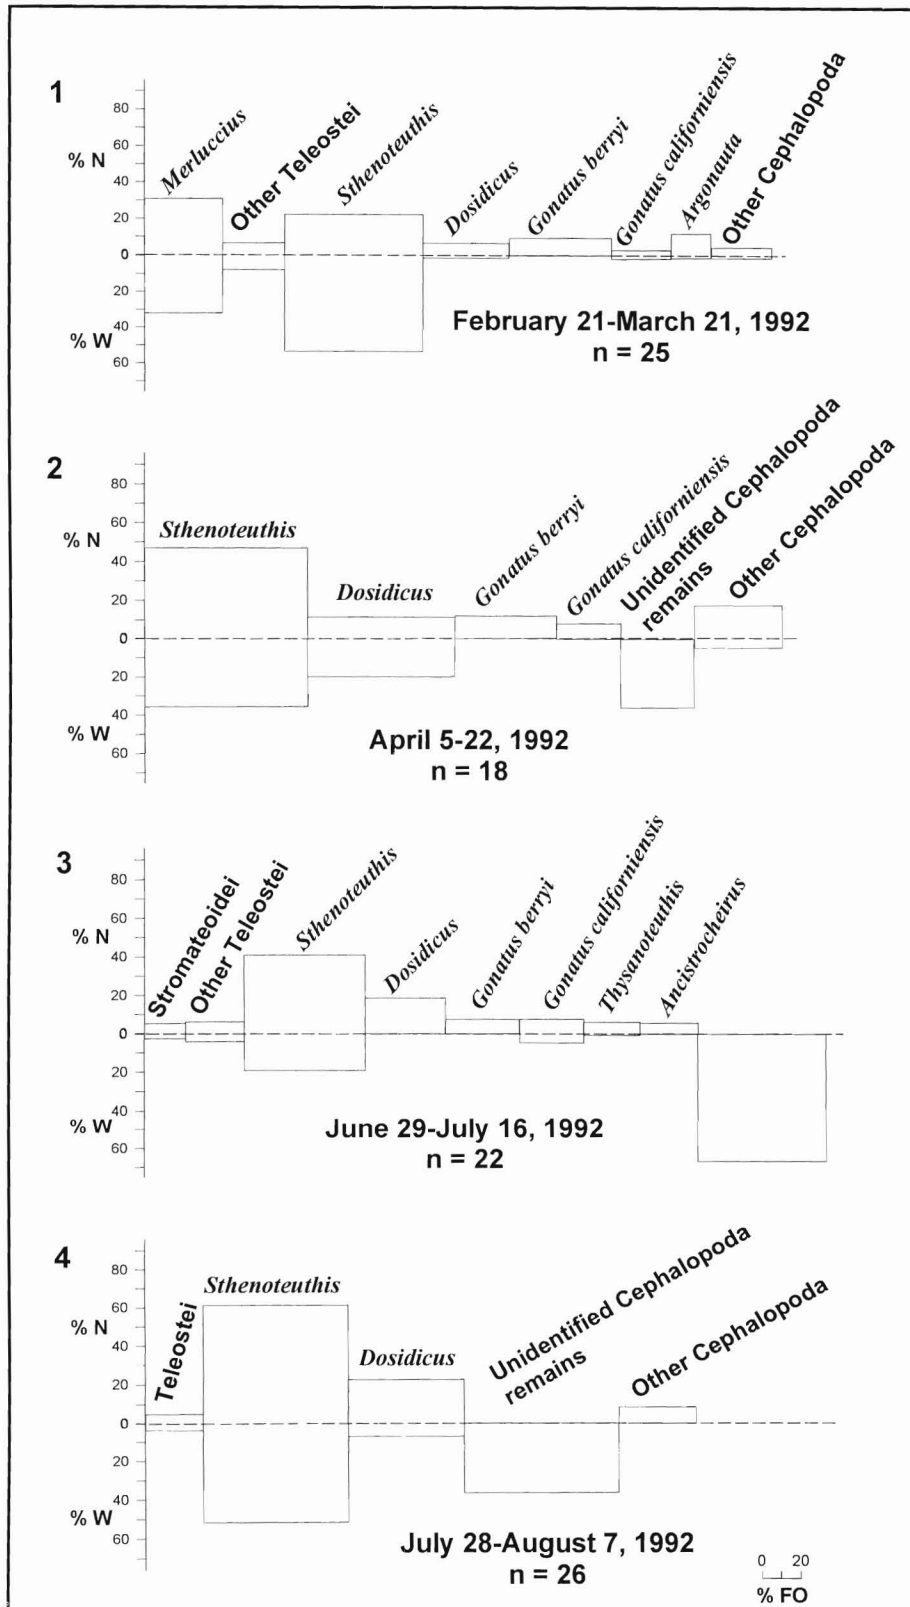 1
80
60
% N
40
20
0
20
40
% W
60
Merluccius
Other Teleostei
Sthenoteuthis
Dosidicus
Gonatus berryi
Gonatus californiensis
Argonauta
Other Cephalopoda
February 21-March 21, 1992
n = 25
2
80
60
% N
40
20
0
20
40
% W
60
Sthenoteuthis
Dosidicus
Gonatus berryi
Gonatus californiensis
Unidentified Cephalopoda
remains
Other Cephalopoda
April 5-22, 1992
n = 18
3
80
60
% N
40
20
0
20
40
% W
60
Stromateoidei
Other Teleostei
Sthenoteuthis
Dosidicus
Gonatus berryi
Gonatus californiensis
Thysanoteuthis
Ancistrocheirus
June 29-July 16, 1992
n = 22
4
80
60
% N
40
20
0
20
40
% W
60
Teleostei
Sthenoteuthis
Dosidicus
Unidentified Cephalopoda
remains
Other Cephalopoda
July 28-August 7, 1992
n = 26
0 20
% FO